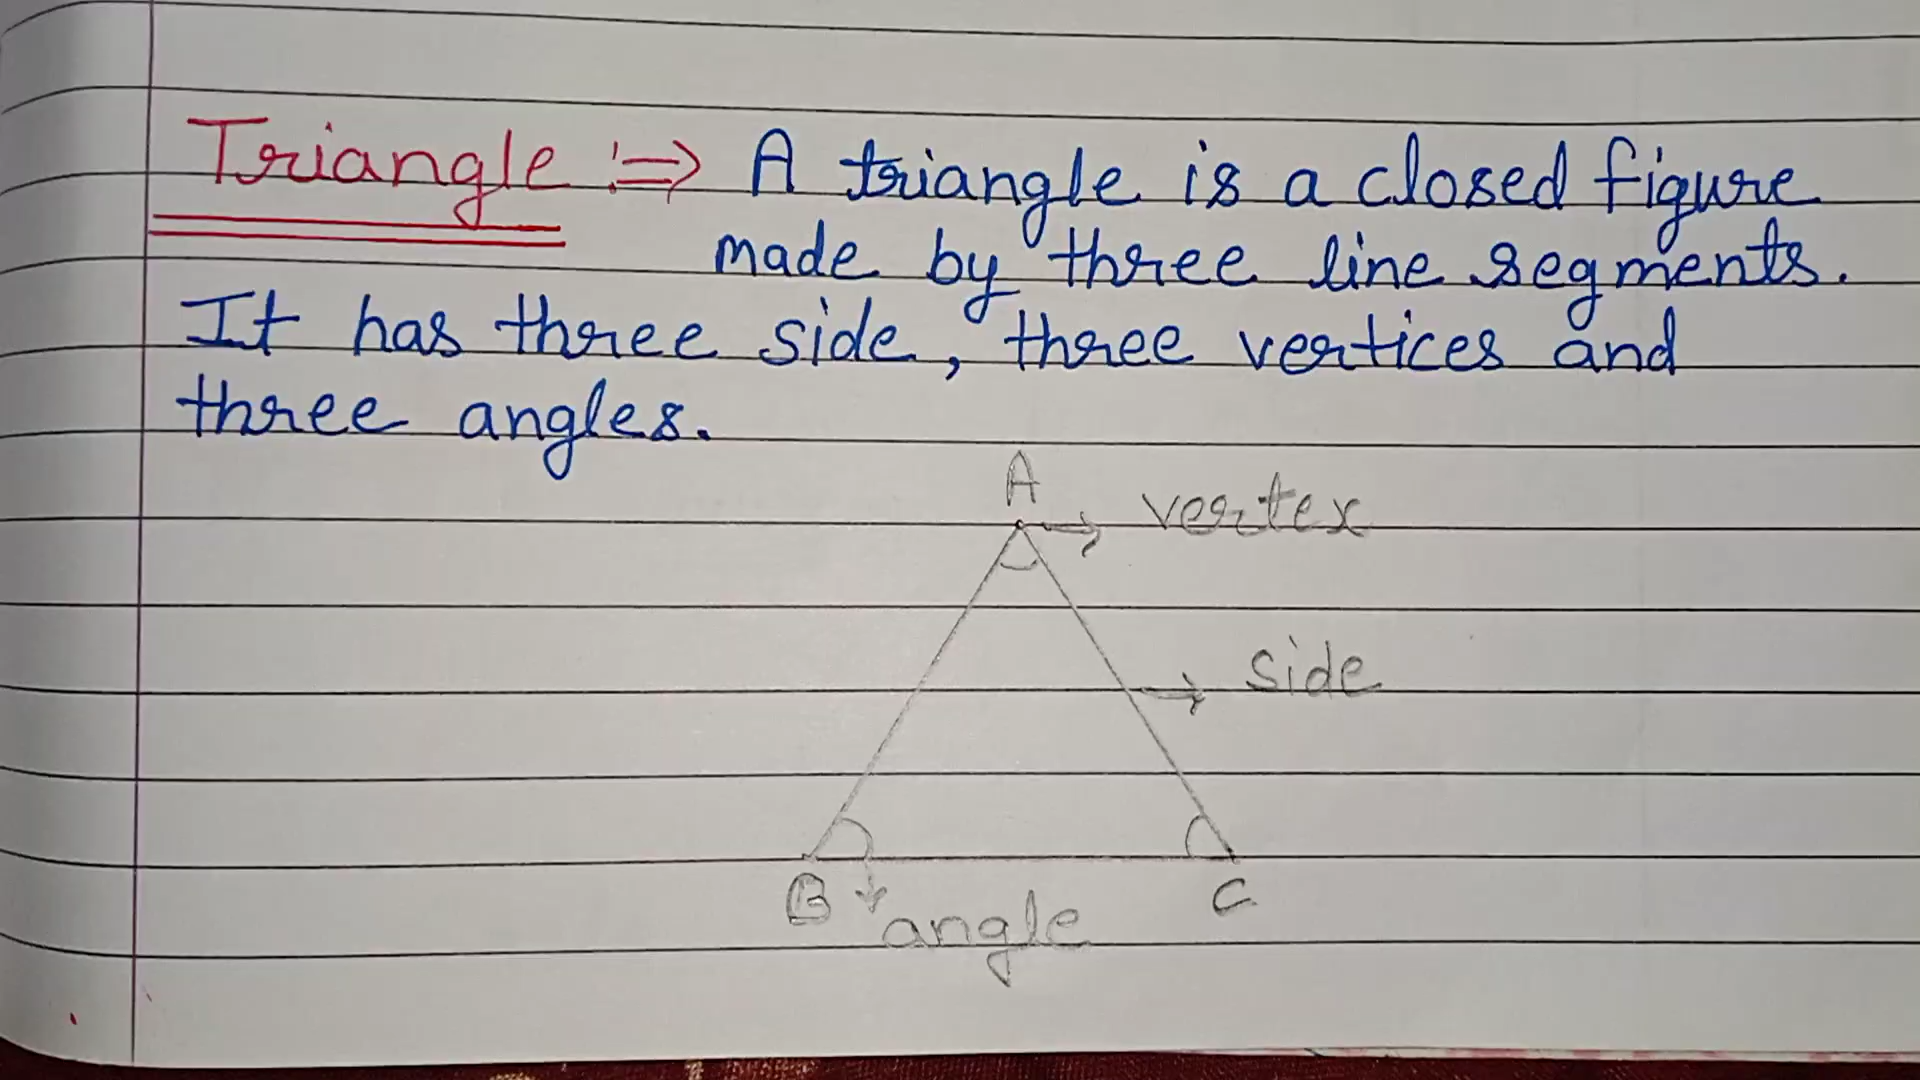 Triangle :⇒ A triangle is a closed figure
made by three line segments.
It has three side, three vertices and
three angles.
A
vertex
side
B
C
angle